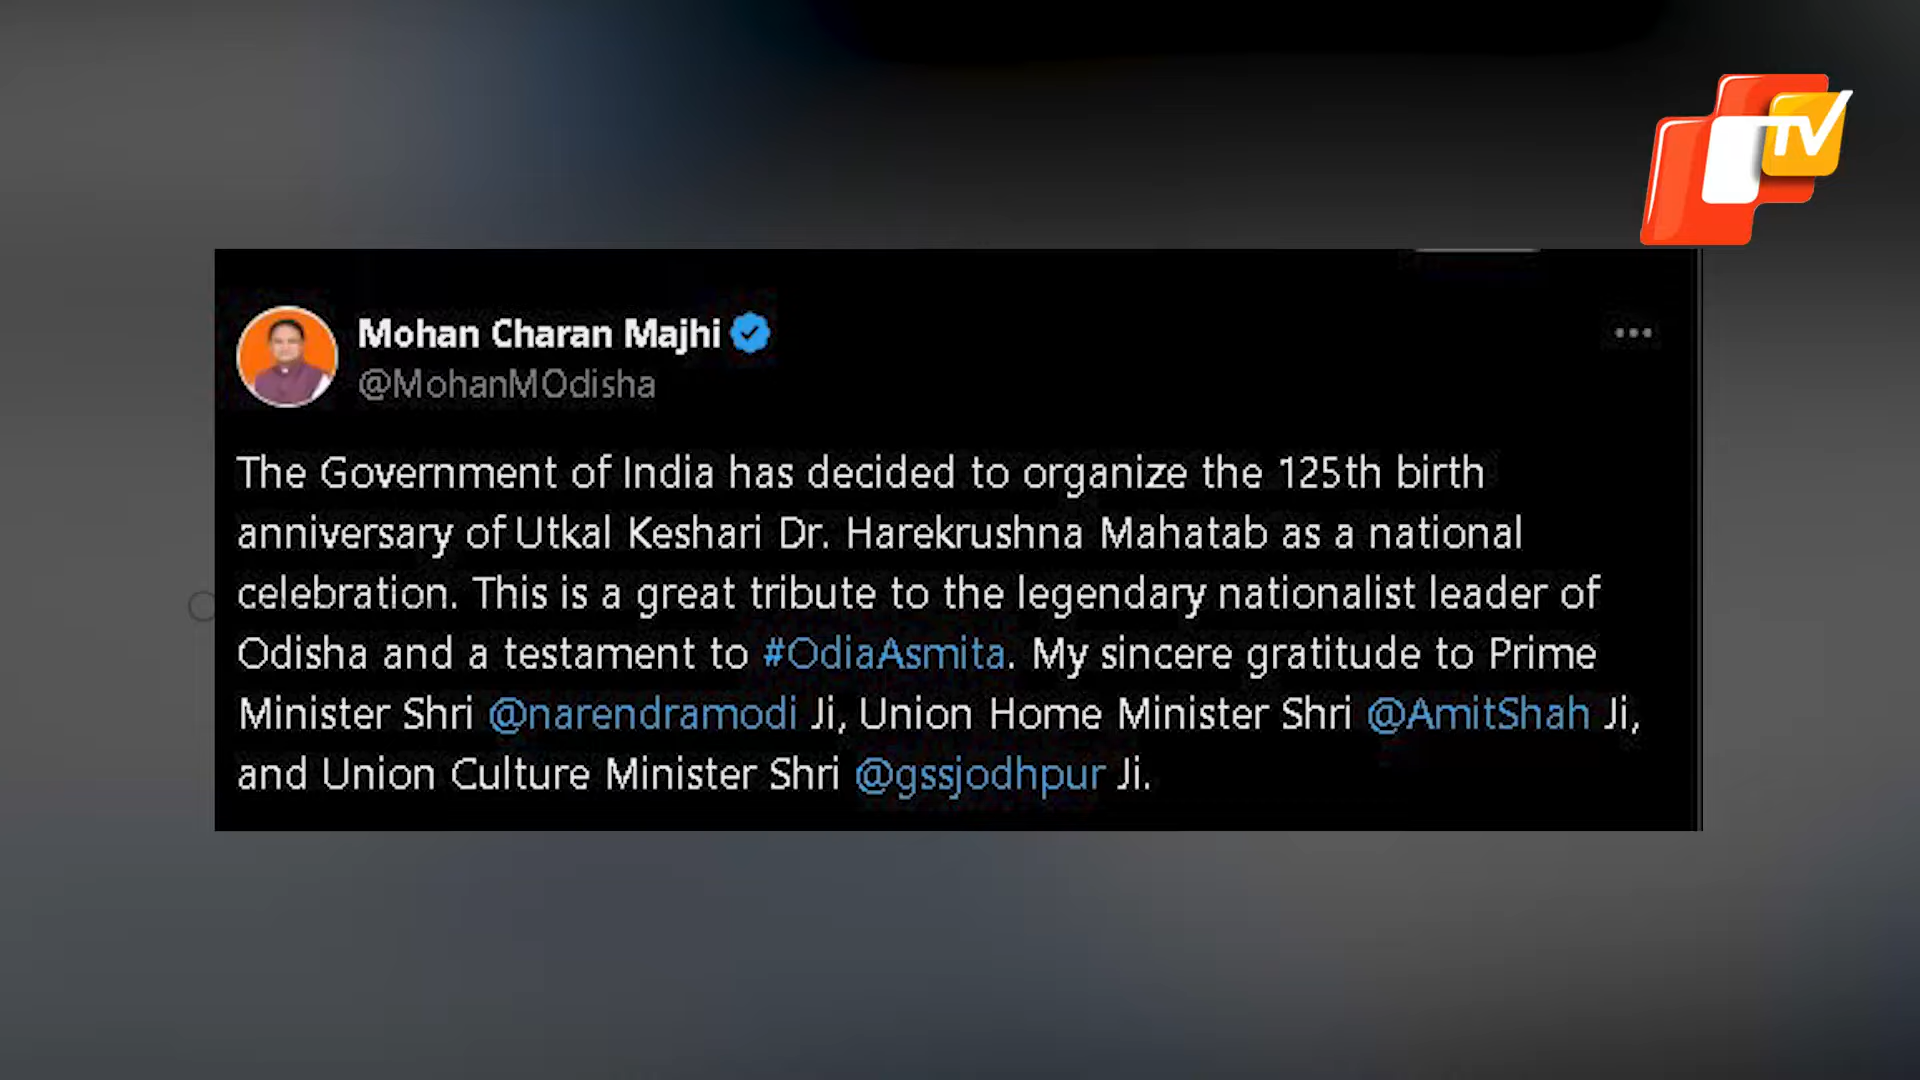 TV
Mohan Charan Majhi
@MohanMOdisha
The Government of India has decided to organize the 125th birth
anniversary of Utkal Keshari Dr. Harekrushna Mahatab as a national
celebration. This is a great tribute to the legendary nationalist leader of
Odisha and a testament to #OdiaAsmita. My sincere gratitude to Prime
Minister Shri @narendramodi Ji, Union Home Minister Shri @AmitShah Ji,
and Union Culture Minister Shri @gssjodhpur Ji.